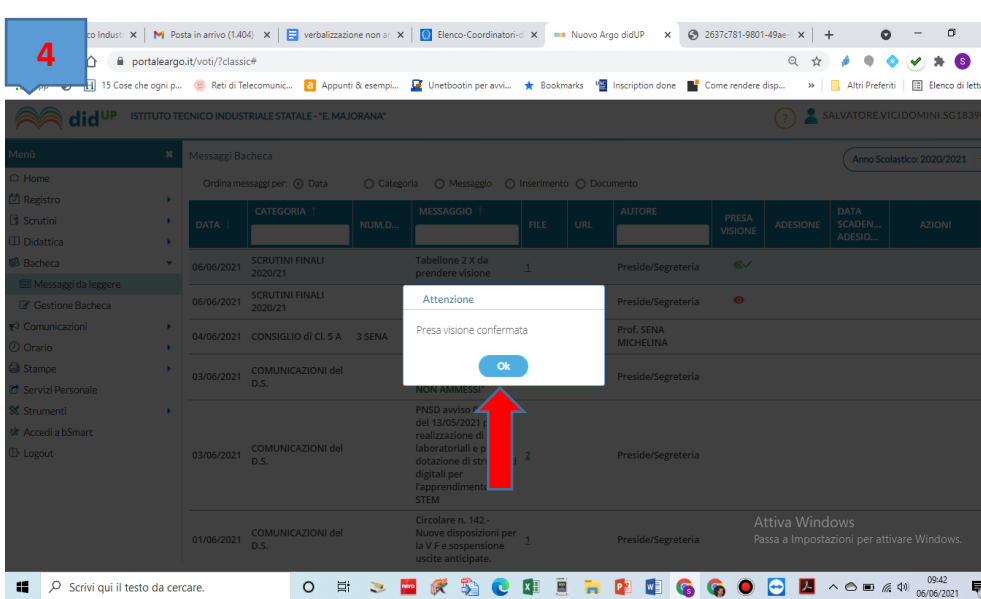 4
co Industi
Posta in arrivo (1.404)
verbalizzazione non a
Elenco-Coordinatori-d
Nuovo Argo didUP
2637c781-9801-49ae-
portaleargo.it/voti/?classic#
App
15 Cose che ogni p...
Reti di Telecomunic...
Appunti & esempi...
Unetbootin per avvi...
Bookmarks
Inscription done
Come rendere disp...
»
Altri Preferiti
Elenco di lettu
didUP ISTITUTO TECNICO INDUSTRIALE STATALE - "E. MAJORANA"
? SALVATORE.VICIDOMINI.SG1839
Menù
Home
Registro
Scrutini
Didattica
Bacheca
Messaggi da leggere
Gestione Bacheca
Comunicazioni
Orario
Stampe
Servizi Personale
Strumenti
Accedi a bSmart
Logout
Messaggi Bacheca
Anno Scolastico: 2020/2021
Ordina messaggi per: Data Categoria Messaggio Inserimento Documento
DATA CATEGORIA NUM.D... MESSAGGIO FILE URL AUTORE PRESA VISIONE ADESIONE DATA SCADEN... ADESIO... AZIONI
06/06/2021 SCRUTINI FINALI 2020/21 Tabellone 2 X da prendere visione 1 Preside/Segreteria
06/06/2021 SCRUTINI FINALI 2020/21 Preside/Segreteria
04/06/2021 CONSIGLIO di Cl. 5 A 3 SENA Prof. SENA MICHELINA
03/06/2021 COMUNICAZIONI del D.S. NON AMMESSI" Preside/Segreteria
03/06/2021 COMUNICAZIONI del D.S. 2 Preside/Segreteria
PNSD avviso
del 13/05/2021
realizzazione di
laboratoriali e p
dotazione di str
digitali per
l'apprendimento
STEM
01/06/2021 COMUNICAZIONI del D.S. 1 Preside/Segreteria
Circolare n. 142 -
Nuove disposizioni per
la V F e sospensione
uscite anticipate.
Attenzione
Presa visione confermata
Ok
Attiva Windows
Passa a Impostazioni per attivare Windows.
Scrivi qui il testo da cercare.
09:42
06/06/2021